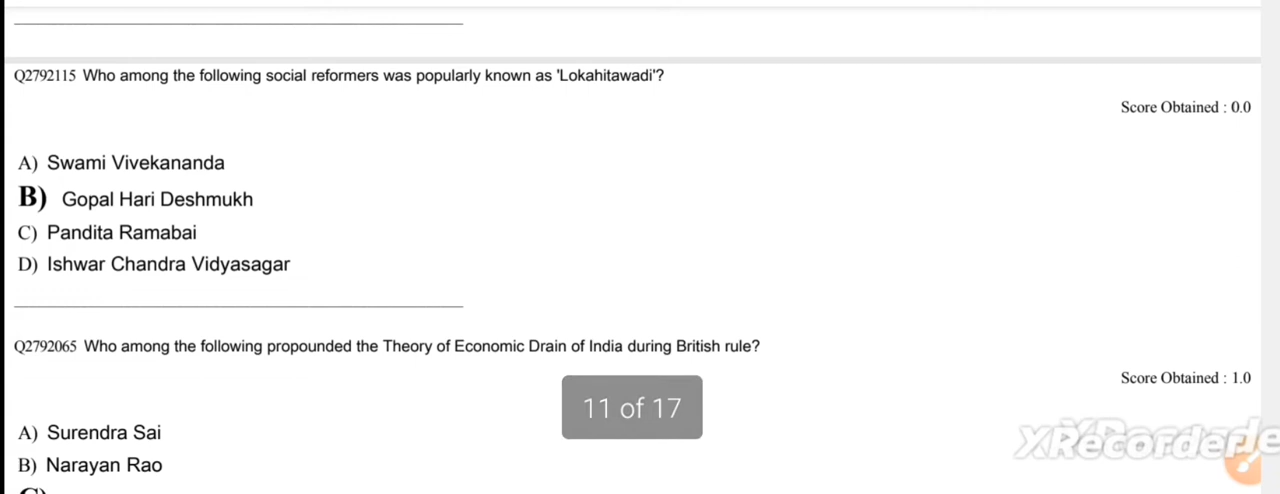 Q2792115 Who among the following social reformers was popularly known as 'Lokahitawadi'?
Score Obtained : 0.0
A) Swami Vivekananda
B) Gopal Hari Deshmukh
C) Pandita Ramabai
D) Ishwar Chandra Vidyasagar
Q2792065 Who among the following propounded the Theory of Economic Drain of India during British rule?
Score Obtained : 1.0
11 of 17
A) Surendra Sai
XRecorder
B) Narayan Rao